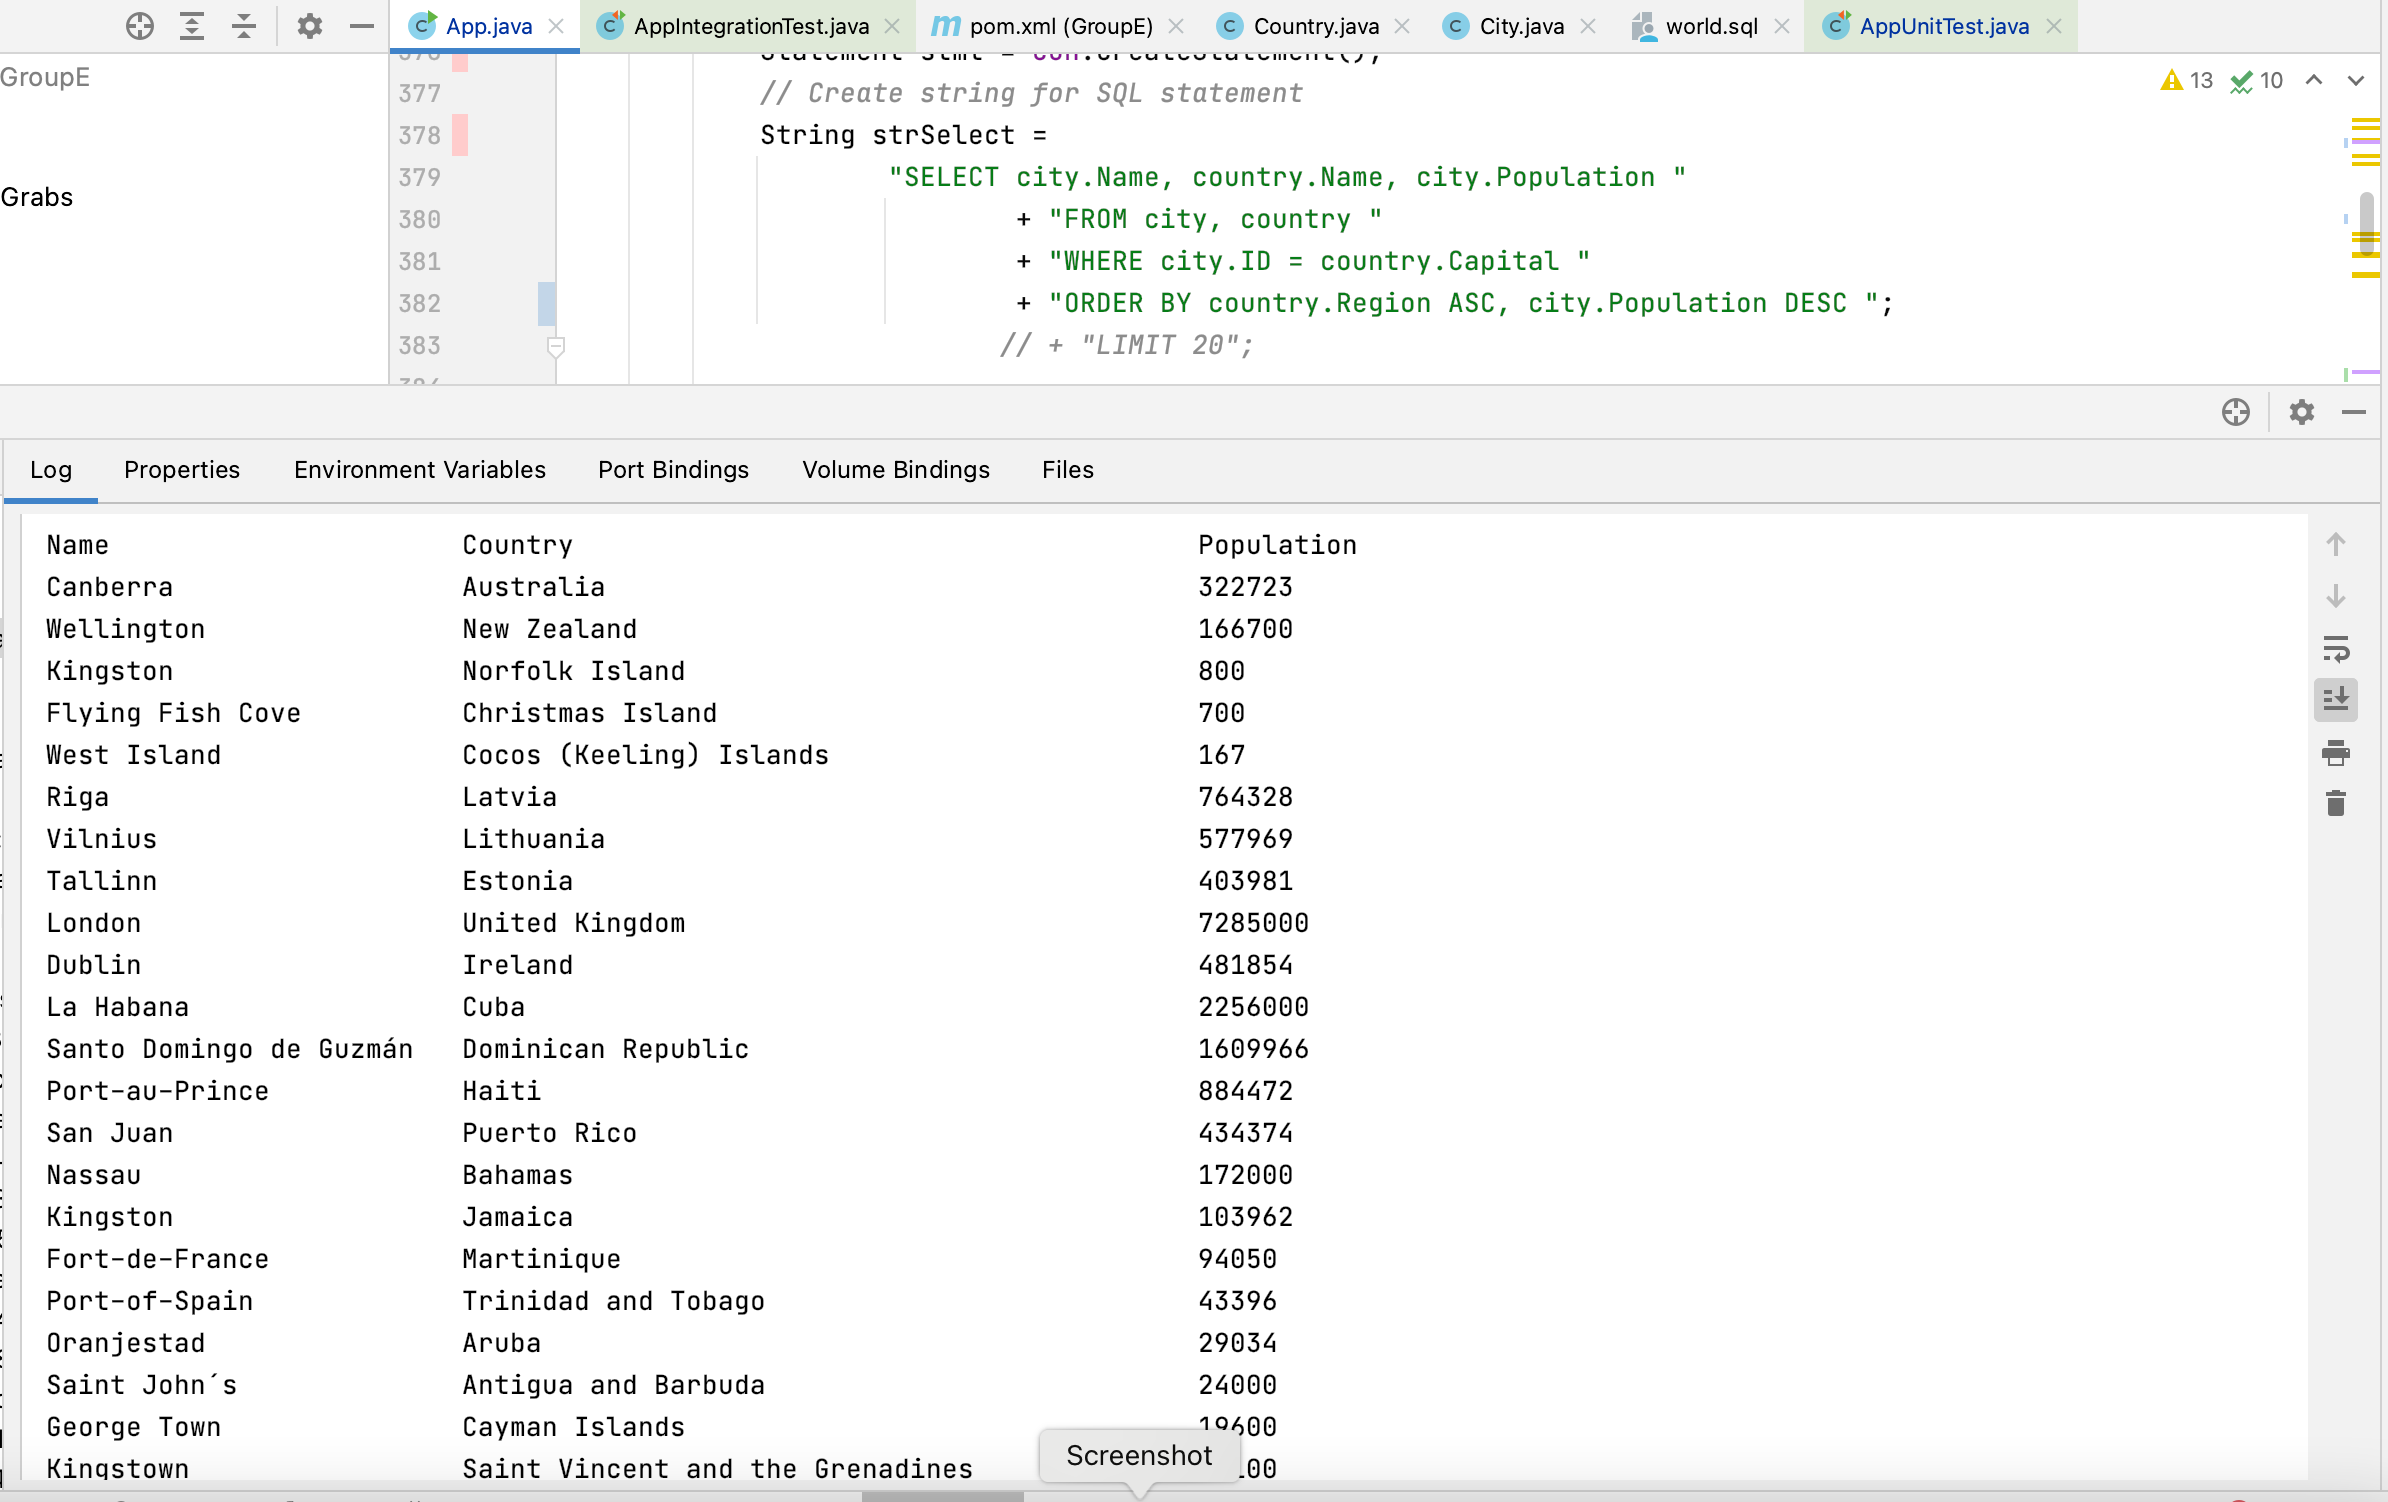 App.java AppIntegrationTest.java pom.xml (GroupE) Country.java City.java world.sql AppUnitTest.java
GroupE
Grabs
13 10
376 Statement stmt = con.createStatement();
377 // Create string for SQL statement
378 String strSelect =
379 "SELECT city.Name, country.Name, city.Population "
380 + "FROM city, country "
381 + "WHERE city.ID = country.Capital "
382 + "ORDER BY country.Region ASC, city.Population DESC ";
383 // + "LIMIT 20";
Log Properties Environment Variables Port Bindings Volume Bindings Files
Name Country Population
Canberra Australia 322723
Wellington New Zealand 166700
Kingston Norfolk Island 800
Flying Fish Cove Christmas Island 700
West Island Cocos (Keeling) Islands 167
Riga Latvia 764328
Vilnius Lithuania 577969
Tallinn Estonia 403981
London United Kingdom 7285000
Dublin Ireland 481854
La Habana Cuba 2256000
Santo Domingo de Guzmán Dominican Republic 1609966
Port-au-Prince Haiti 884472
San Juan Puerto Rico 434374
Nassau Bahamas 172000
Kingston Jamaica 103962
Fort-de-France Martinique 94050
Port-of-Spain Trinidad and Tobago 43396
Oranjestad Aruba 29034
Saint John´s Antigua and Barbuda 24000
George Town Cayman Islands 19600
Kingstown Saint Vincent and the Grenadines
Screenshot